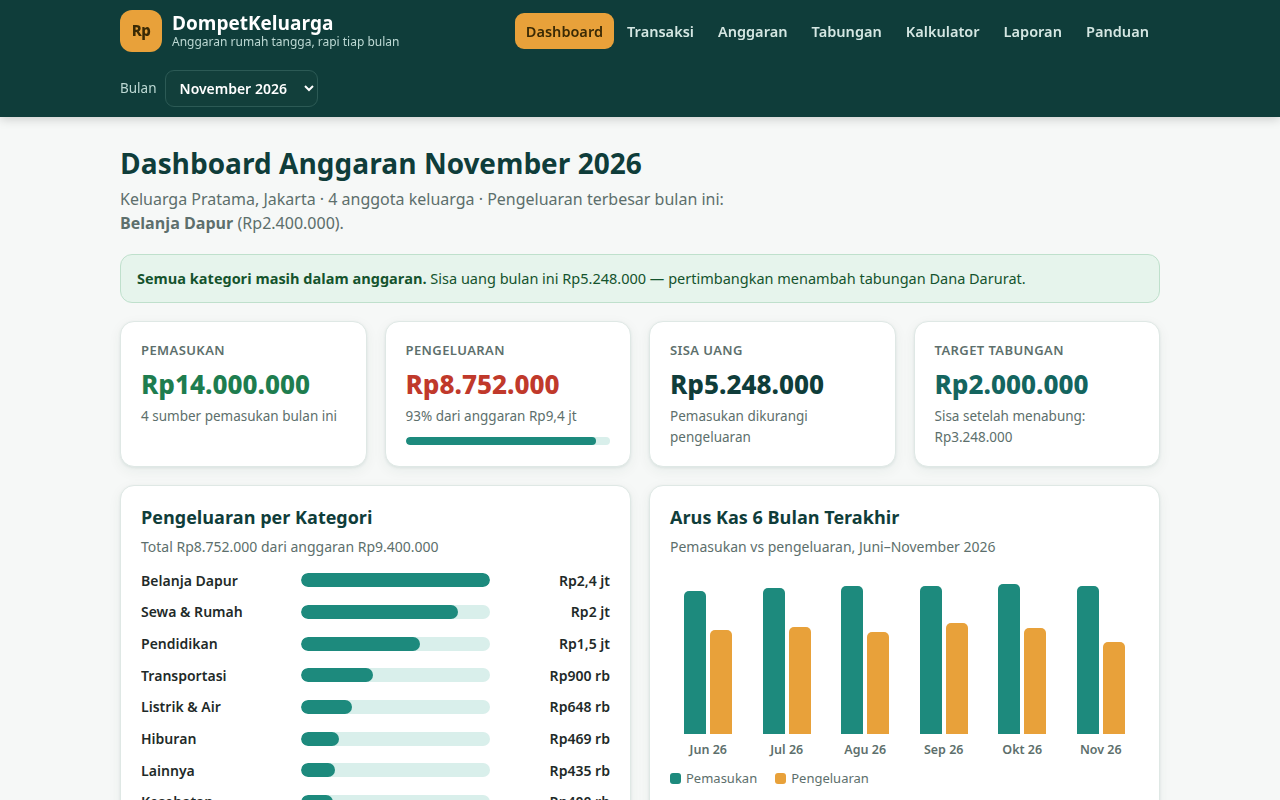 Rp
DompetKeluarga
Anggaran rumah tangga, rapi tiap bulan
Dashboard
Transaksi
Anggaran
Tabungan
Kalkulator
Laporan
Panduan
Bulan
November 2026
Dashboard Anggaran November 2026
Keluarga Pratama, Jakarta · 4 anggota keluarga · Pengeluaran terbesar bulan ini:
Belanja Dapur (Rp2.400.000).
Semua kategori masih dalam anggaran. Sisa uang bulan ini Rp5.248.000 — pertimbangkan menambah tabungan Dana Darurat.
PEMASUKAN
Rp14.000.000
4 sumber pemasukan bulan ini
PENGELUARAN
Rp8.752.000
93% dari anggaran Rp9,4 jt
SISA UANG
Rp5.248.000
Pemasukan dikurangi
pengeluaran
TARGET TABUNGAN
Rp2.000.000
Sisa setelah menabung:
Rp3.248.000
Pengeluaran per Kategori
Total Rp8.752.000 dari anggaran Rp9.400.000
Belanja Dapur Rp2,4 jt
Sewa & Rumah Rp2 jt
Pendidikan Rp1,5 jt
Transportasi Rp900 rb
Listrik & Air Rp648 rb
Hiburan Rp469 rb
Lainnya Rp435 rb
Arus Kas 6 Bulan Terakhir
Pemasukan vs pengeluaran, Juni–November 2026
Jun 26
Jul 26
Agu 26
Sep 26
Okt 26
Nov 26
Pemasukan
Pengeluaran